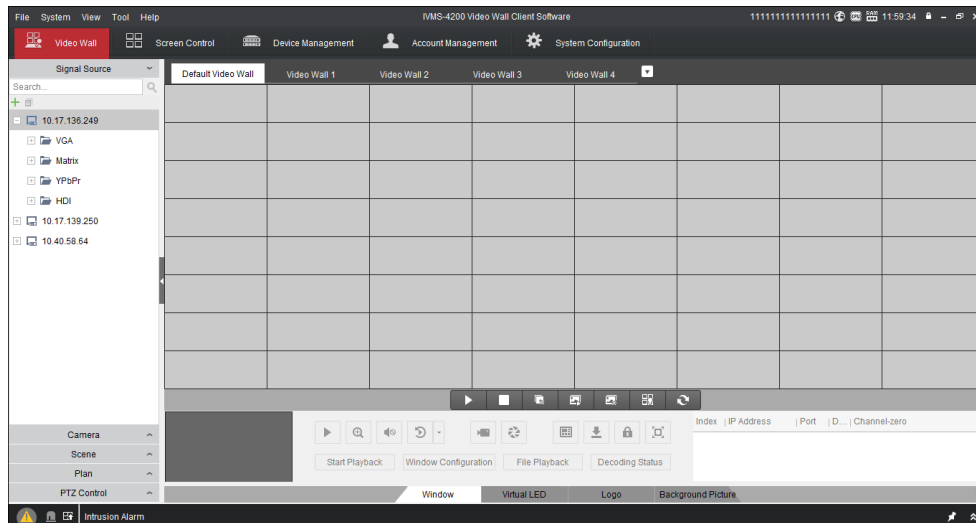 File System View Tool Help
IVMS-4200 Video Wall Client Software
1111111111111111
RAM
11:59:34
Video Wall
Screen Control
Device Management
Account Management
System Configuration
Signal Source
Default Video Wall
Video Wall 1
Video Wall 2
Video Wall 3
Video Wall 4
Search...
10.17.136.249
VGA
Matrix
YPbPr
HDI
10.17.139.250
10.40.58.64
Index | IP Address | Port | D... | Channel-zero
Camera
Scene
Plan
PTZ Control
Start Playback
Window Configuration
File Playback
Decoding Status
Window
Virtual LED
Logo
Background Picture
Intrusion Alarm